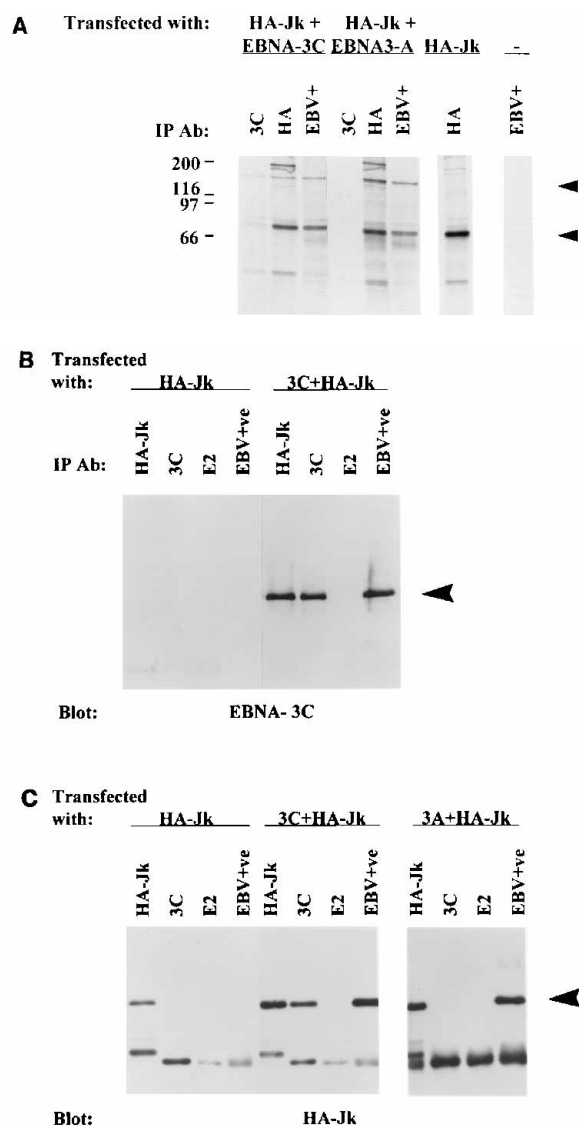 A
Transfected with: HA-Jk + EBNA-3C HA-Jk + EBNA3-A HA-Jk -
IP Ab: 3C HA EBV+ 3C HA EBV+ HA EBV+
200
116
97
66
B Transfected with: HA-Jk 3C+HA-Jk
IP Ab: HA-Jk 3C E2 EBV+ve HA-Jk 3C E2 EBV+ve
Blot: EBNA- 3C
C Transfected with: HA-Jk 3C+HA-Jk 3A+HA-Jk
HA-Jk 3C E2 EBV+ve HA-Jk 3C E2 EBV+ve HA-Jk 3C E2 EBV+ve
Blot: HA-Jk